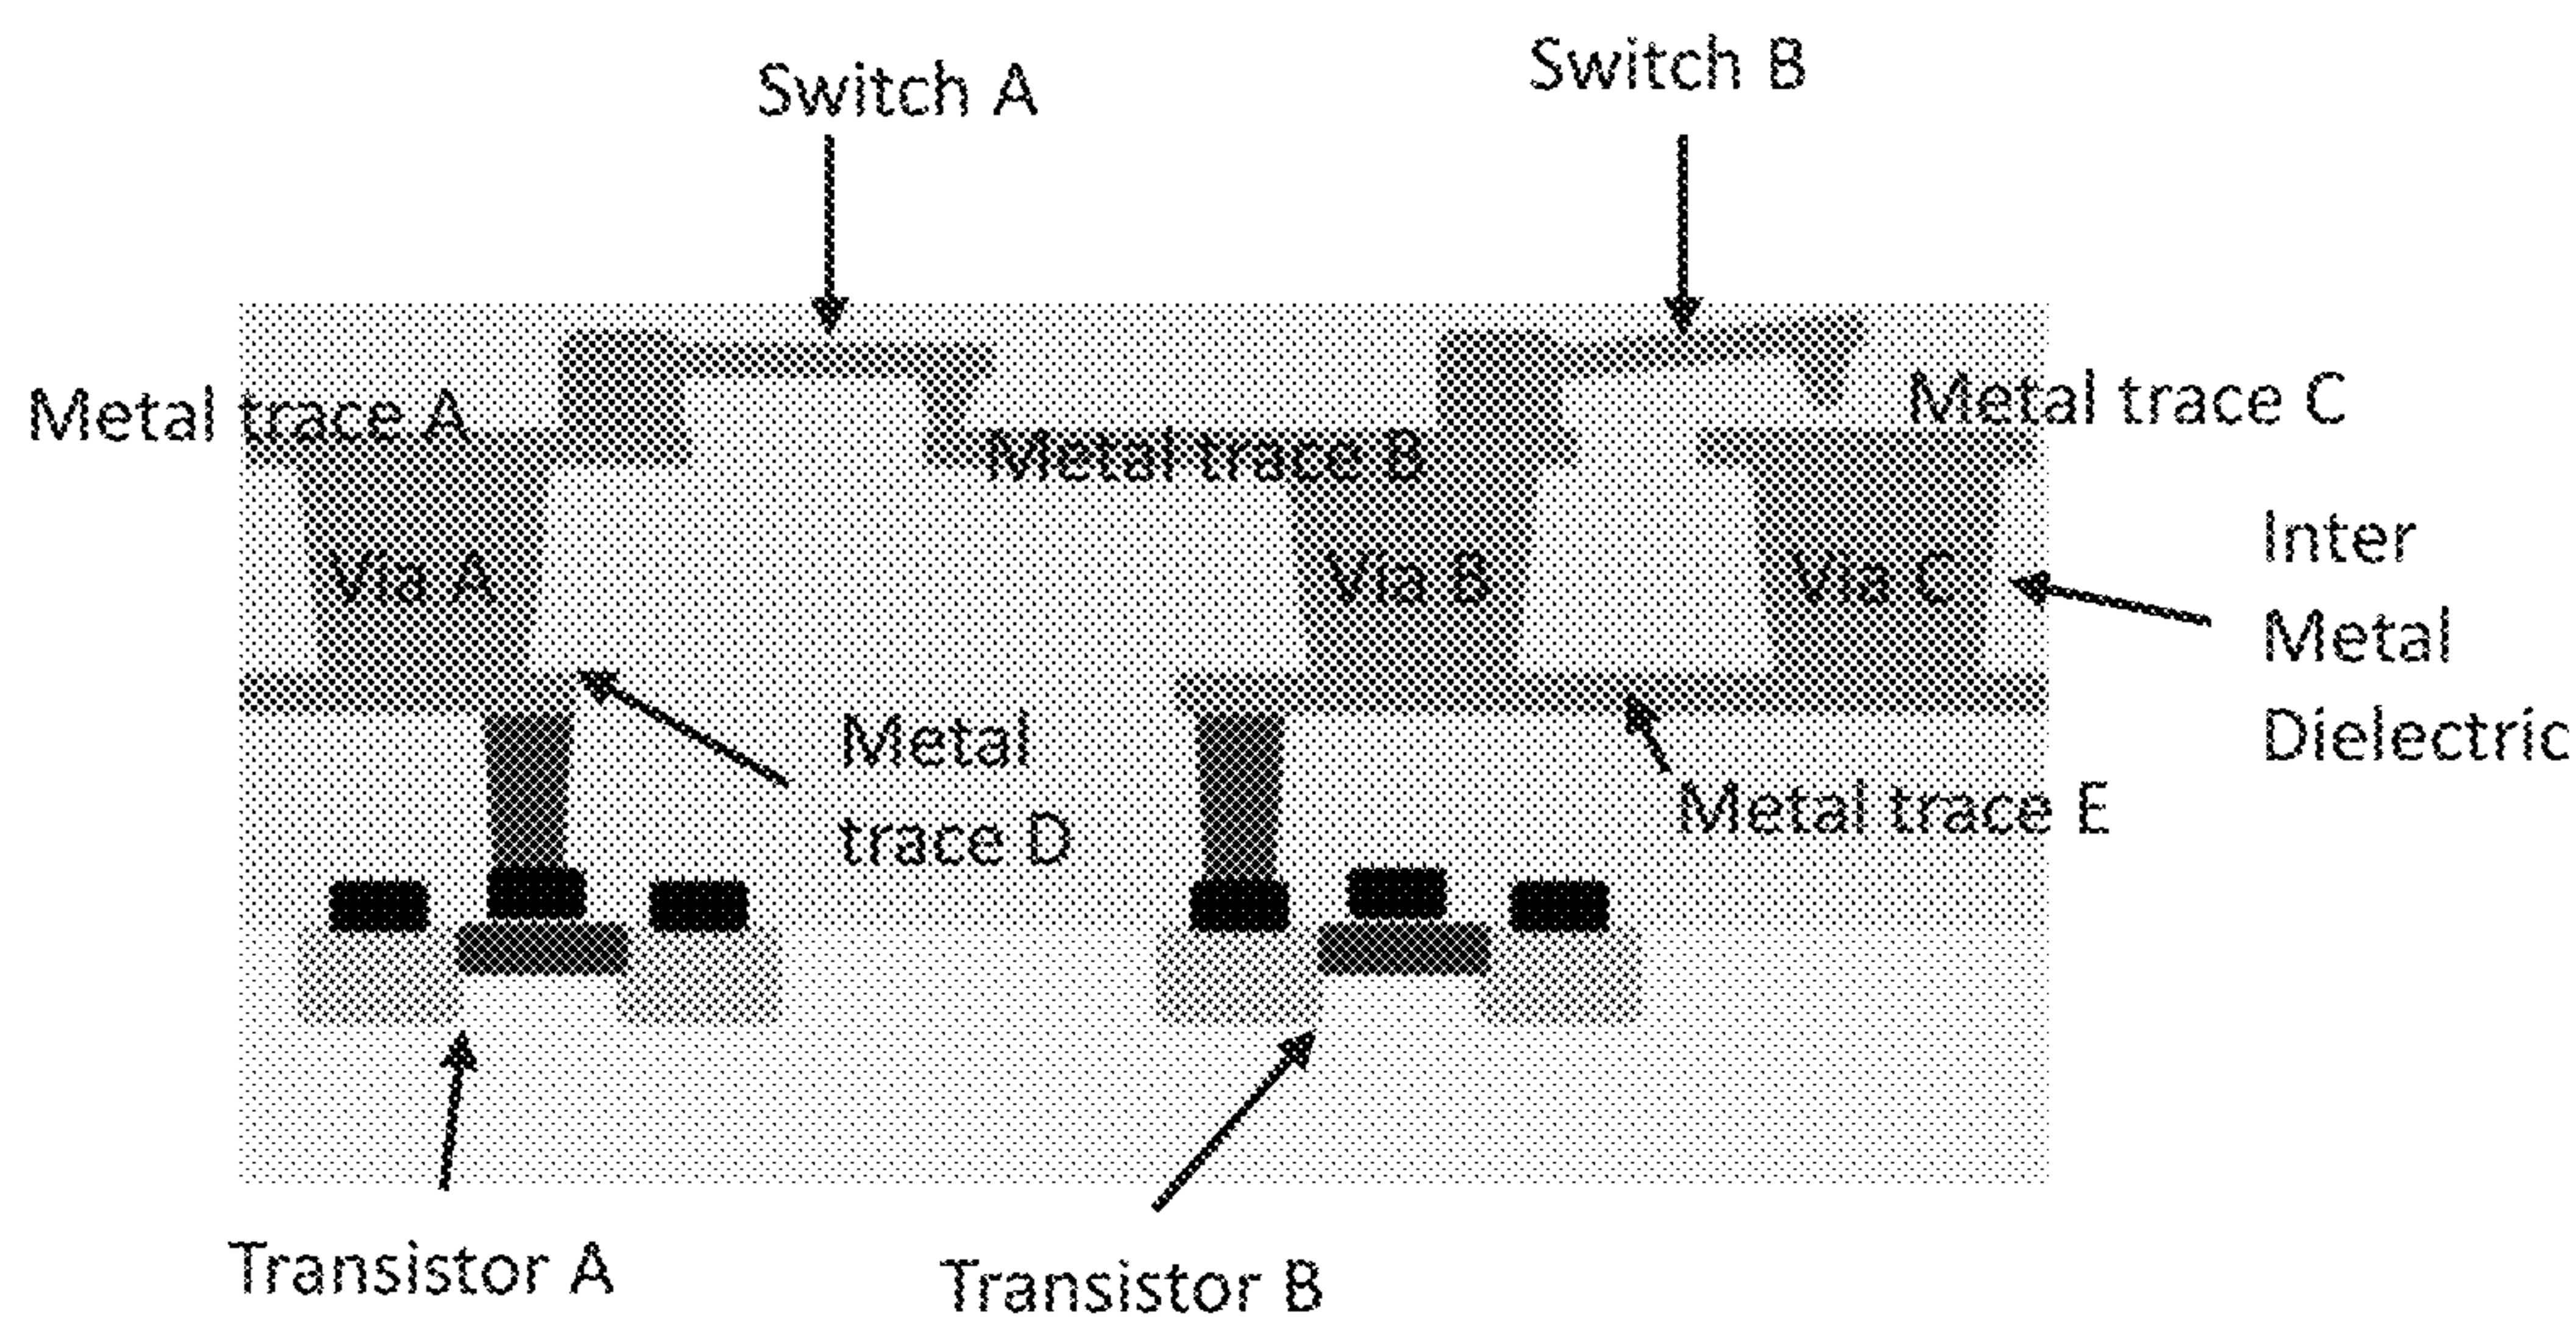 Switch A
Switch B
Metal trace A
Metal trace B
Metal trace C
Via A
Via B
Via C
Inter
Metal
Dielectric
Metal
trace D
Metal trace E
Transistor A
Transistor B